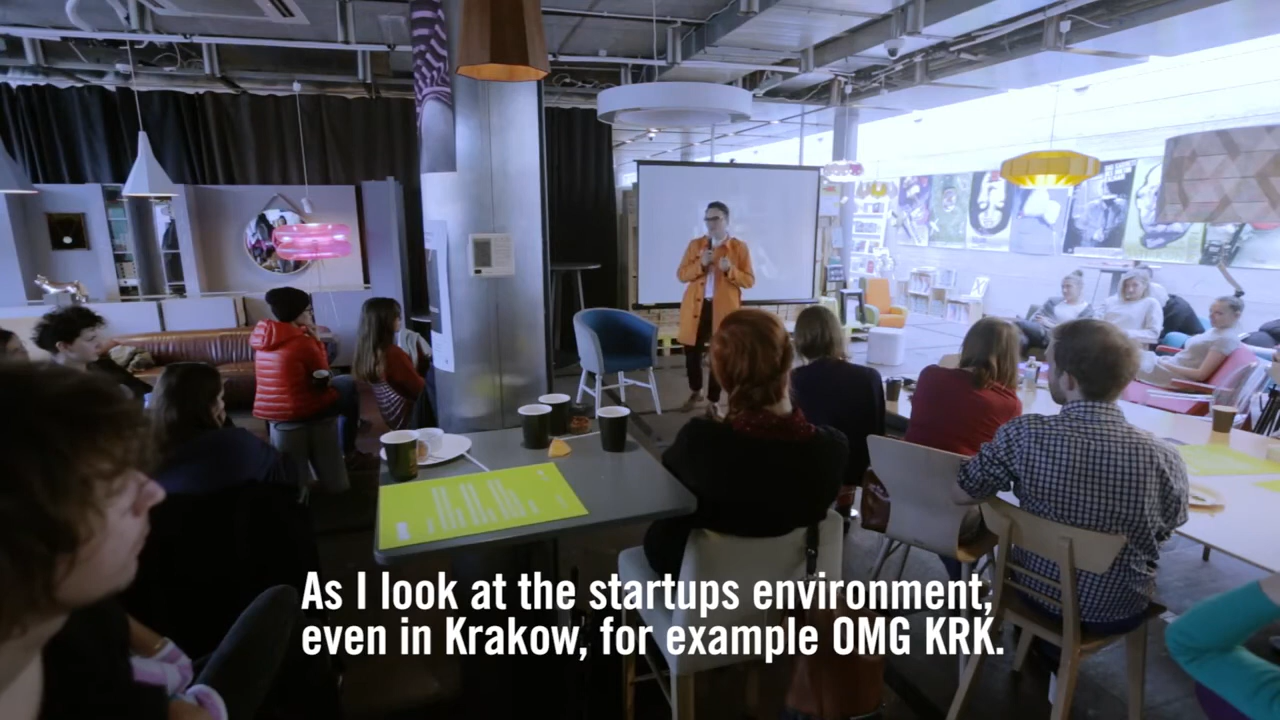 As I look at the startups environment,
even in Krakow, for example OMG KRK.